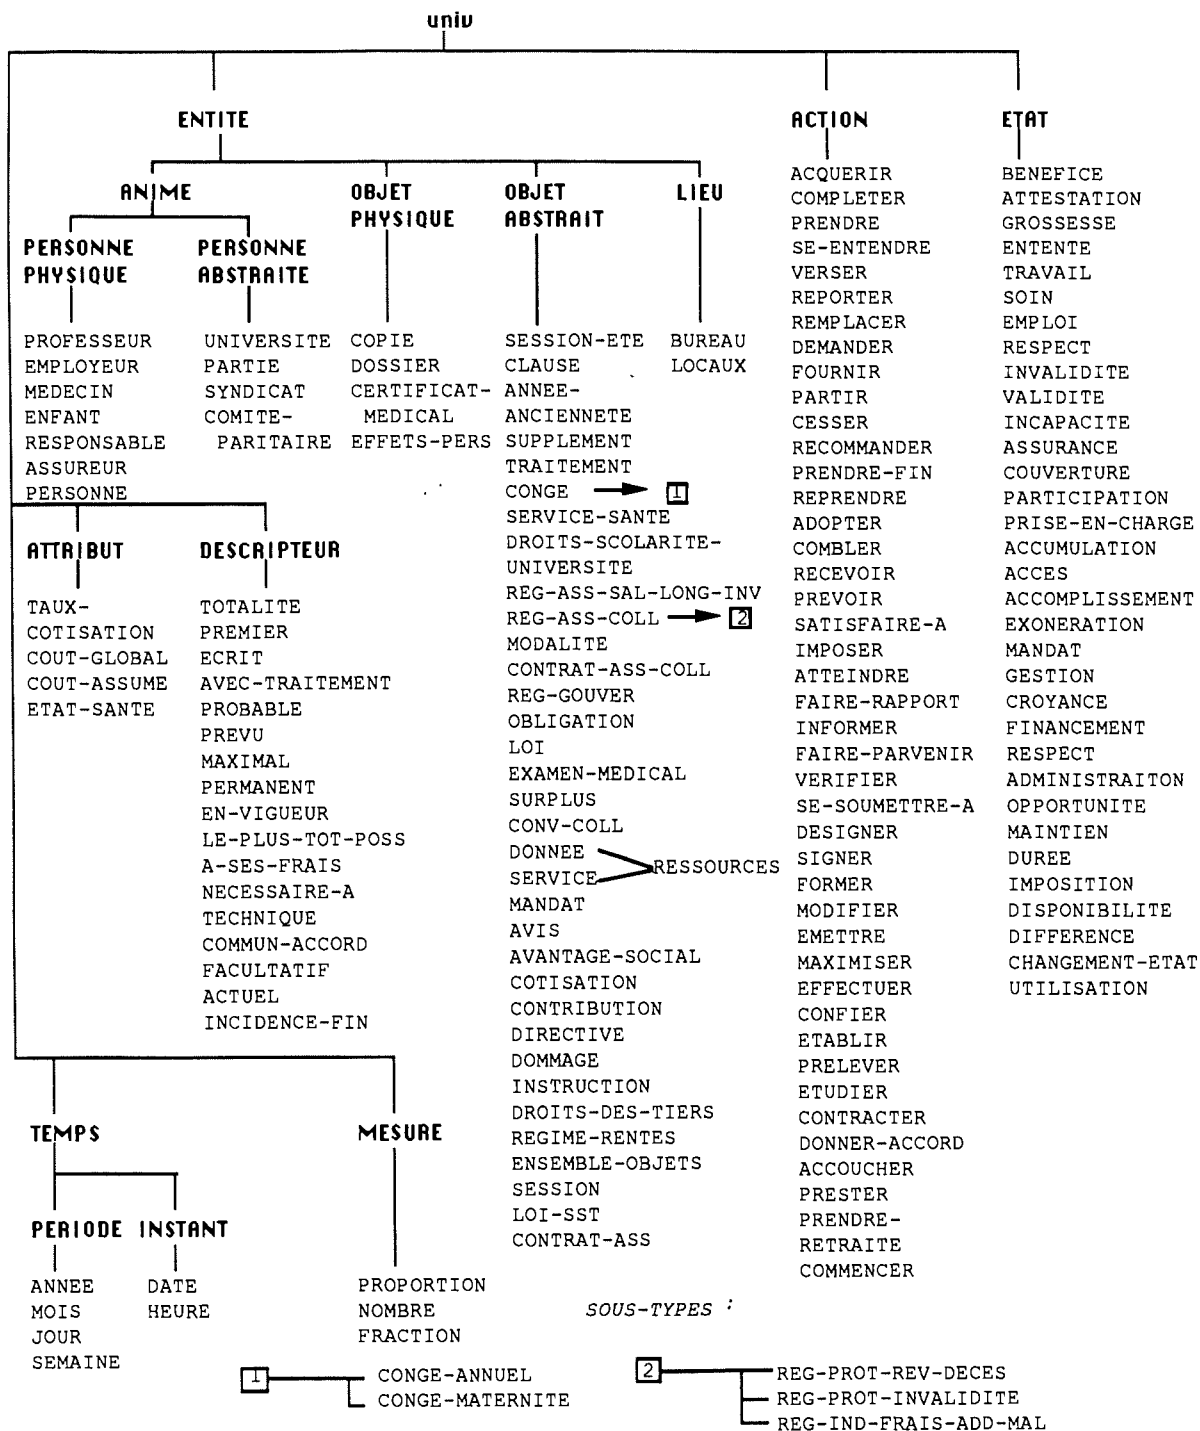 univ
ENTITE
ACTION
ETAT
ANIME
OBJET
PHYSIQUE
OBJET
ABSTRAIT
LIEU
PERSONNE
PHYSIQUE
PERSONNE
ABSTRAITE
PROFESSEUR
EMPLOYEUR
MEDECIN
ENFANT
RESPONSABLE
ASSUREUR
PERSONNE
UNIVERSITE
PARTIE
SYNDICAT
COMITE-
PARITAIRE
COPIE
DOSSIER
CERTIFICAT-
MEDICAL
EFFETS-PERS
SESSION-ETE
CLAUSE
ANNEE-
ANCIENNETE
SUPPLEMENT
TRAITEMENT
CONGE 1
SERVICE-SANTE
DROITS-SCOLARITE-
UNIVERSITE
REG-ASS-SAL-LONG-INV
REG-ASS-COLL 2
MODALITE
CONTRAT-ASS-COLL
REG-GOUVER
OBLIGATION
LOI
EXAMEN-MEDICAL
SURPLUS
CONV-COLL
DONNEE
SERVICE
RESSOURCES
MANDAT
AVIS
AVANTAGE-SOCIAL
COTISATION
CONTRIBUTION
DIRECTIVE
DOMMAGE
INSTRUCTION
DROITS-DES-TIERS
REGIME-RENTES
ENSEMBLE-OBJETS
SESSION
LOI-SST
CONTRAT-ASS
BUREAU
LOCAUX
ACQUERIR
COMPLETER
PRENDRE
SE-ENTENDRE
VERSER
REPORTER
REMPLACER
DEMANDER
FOURNIR
PARTIR
CESSER
RECOMMANDER
PRENDRE-FIN
REPRENDRE
ADOPTER
COMBLER
RECEVOIR
PREVOIR
SATISFAIRE-A
IMPOSER
ATTEINDRE
FAIRE-RAPPORT
INFORMER
FAIRE-PARVENIR
VERIFIER
SE-SOUMETTRE-A
DESIGNER
SIGNER
FORMER
MODIFIER
EMETTRE
MAXIMISER
EFFECTUER
CONFIER
ETABLIR
PRELEVER
ETUDIER
CONTRACTER
DONNER-ACCORD
ACCOUCHER
PRESTER
PRENDRE-
RETRAITE
COMMENCER
BENEFICE
ATTESTATION
GROSSESSE
ENTENTE
TRAVAIL
SOIN
EMPLOI
RESPECT
INVALIDITE
VALIDITE
INCAPACITE
ASSURANCE
COUVERTURE
PARTICIPATION
PRISE-EN-CHARGE
ACCUMULATION
ACCES
ACCOMPLISSEMENT
EXONERATION
MANDAT
GESTION
CROYANCE
FINANCEMENT
RESPECT
ADMINISTRAITON
OPPORTUNITE
MAINTIEN
DUREE
IMPOSITION
DISPONIBILITE
DIFFERENCE
CHANGEMENT-ETAT
UTILISATION
ATTRIBUT
DESCRIPTEUR
TAUX-
COTISATION
COUT-GLOBAL
COUT-ASSUME
ETAT-SANTE
TOTALITE
PREMIER
ECRIT
AVEC-TRAITEMENT
PROBABLE
PREVU
MAXIMAL
PERMANENT
EN-VIGUEUR
LE-PLUS-TOT-POSS
A-SES-FRAIS
NECESSAIRE-A
TECHNIQUE
COMMUN-ACCORD
FACULTATIF
ACTUEL
INCIDENCE-FIN
TEMPS
MESURE
PERIODE
INSTANT
ANNEE
MOIS
JOUR
SEMAINE
DATE
HEURE
PROPORTION
NOMBRE
FRACTION
SOUS-TYPES :
1
CONGE-ANNUEL
CONGE-MATERNITE
2
REG-PROT-REV-DECES
REG-PROT-INVALIDITE
REG-IND-FRAIS-ADD-MAL